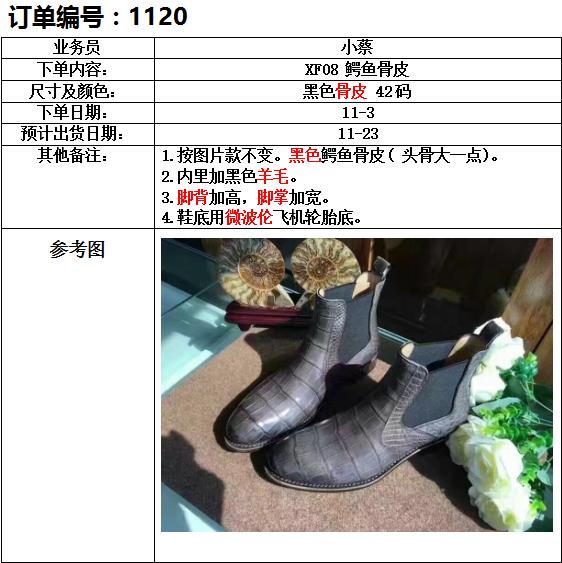 订单编号：1120
业务员 小蔡
下单内容： XF08 鳄鱼骨皮
尺寸及颜色： 黑色骨皮 42码
下单日期： 11-3
预计出货日期： 11-23
其他备注： 1.按图片款不变。黑色鳄鱼骨皮( 头骨大一点)。
2.内里加黑色羊毛。
3.脚背加高，脚掌加宽。
4.鞋底用微波伦飞机轮胎底。
参考图